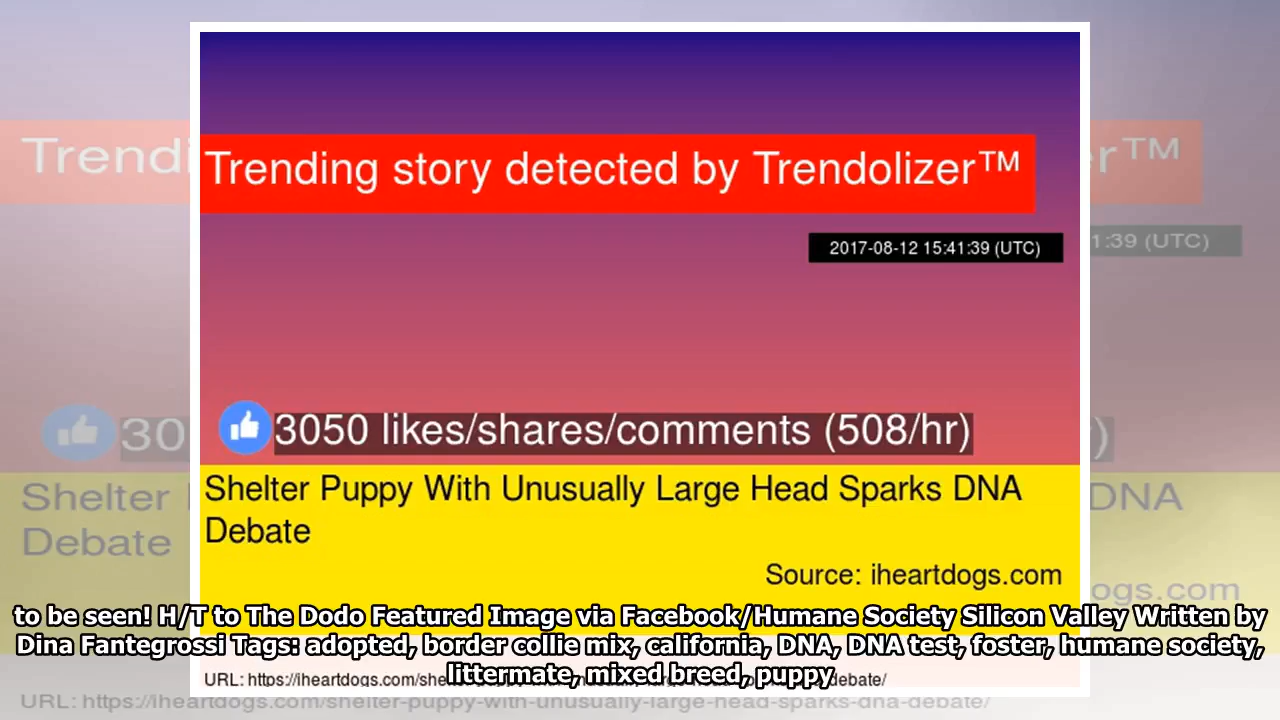 Trending story detected by Trendolizer™
2017-08-12 15:41:39 (UTC)
3050 likes/shares/comments (508/hr)
Shelter Puppy With Unusually Large Head Sparks DNA
Debate
Source: iheartdogs.com
to be seen! H/T to The Dodo Featured Image via Facebook/Humane Society Silicon Valley Written by
Dina Fantegrossi Tags: adopted, border collie mix, california, DNA, DNA test, foster, humane society,
littermate, mixed breed, puppy
URL: https://iheartdogs.com/shelter-puppy-with-unusually-large-head-sparks-dna-debate/